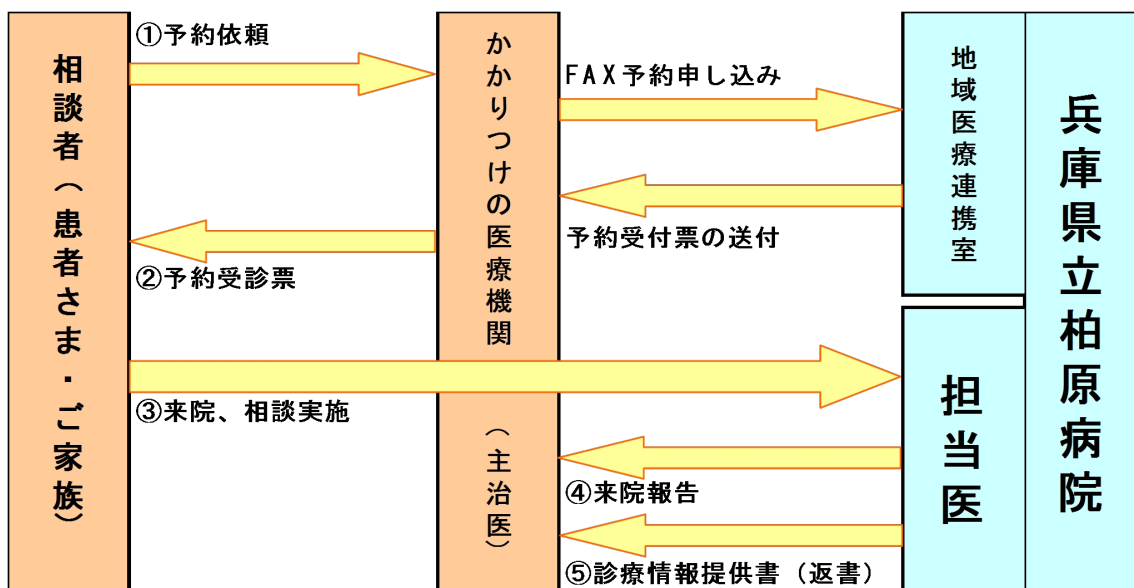 相談者（患者さま・ご家族）
①予約依頼
②予約受診票
③来院、相談実施
かかりつけの医療機関（主治医）
FAX予約申し込み
予約受付票の送付
④来院報告
⑤診療情報提供書（返書）
地域医療連携室
担当医
兵庫県立柏原病院